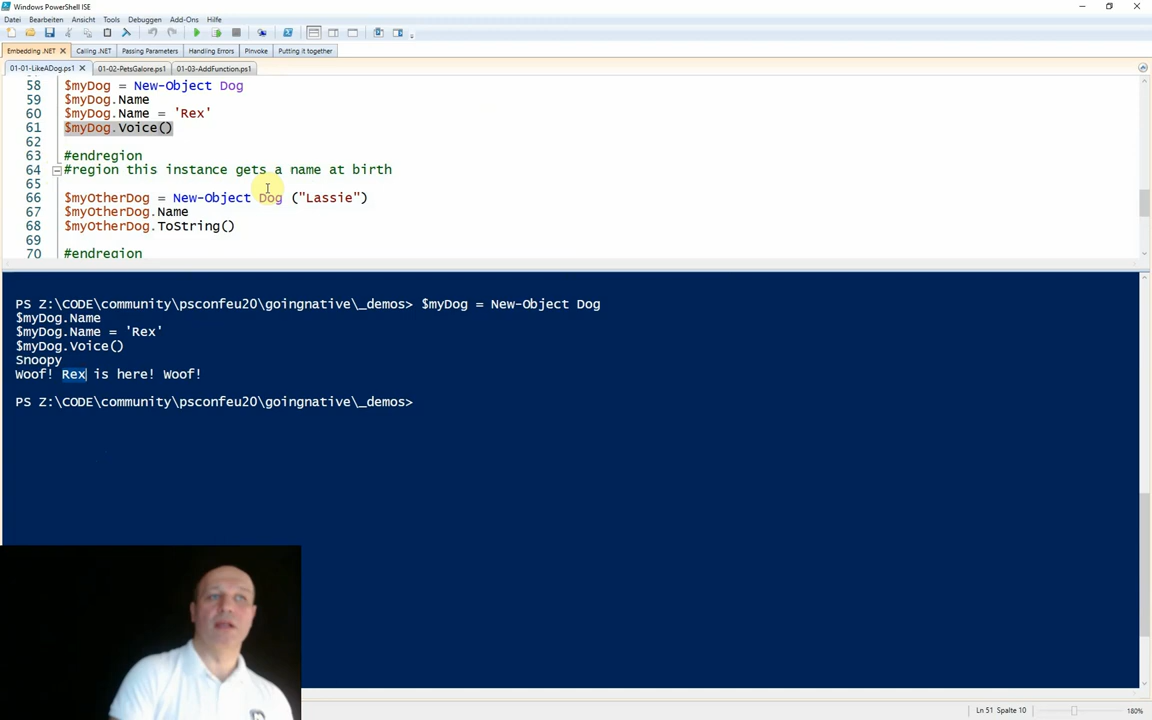 Windows PowerShell ISE
Datei Bearbeiten Ansicht Tools Debuggen Add-Ons Hilfe
Embedding .NET Calling .NET Passing Parameters Handling Errors PInvoke Putting it together
01-01-LikeADog.ps1 01-02-PetsGalore.ps1 01-03-AddFunction.ps1
58 $myDog = New-Object Dog
59 $myDog.Name
60 $myDog.Name = 'Rex'
61 $myDog.Voice()
62
63 #endregion
64 #region this instance gets a name at birth
65
66 $myOtherDog = New-Object Dog ("Lassie")
67 $myOtherDog.Name
68 $myOtherDog.ToString()
69
70 #endregion
PS Z:\CODE\community\psconfeu20\goingnative\_demos> $myDog = New-Object Dog
$myDog.Name
$myDog.Name = 'Rex'
$myDog.Voice()
Snoopy
Woof! Rex is here! Woof!
PS Z:\CODE\community\psconfeu20\goingnative\_demos>
Ln 51 Spalte 10 180%